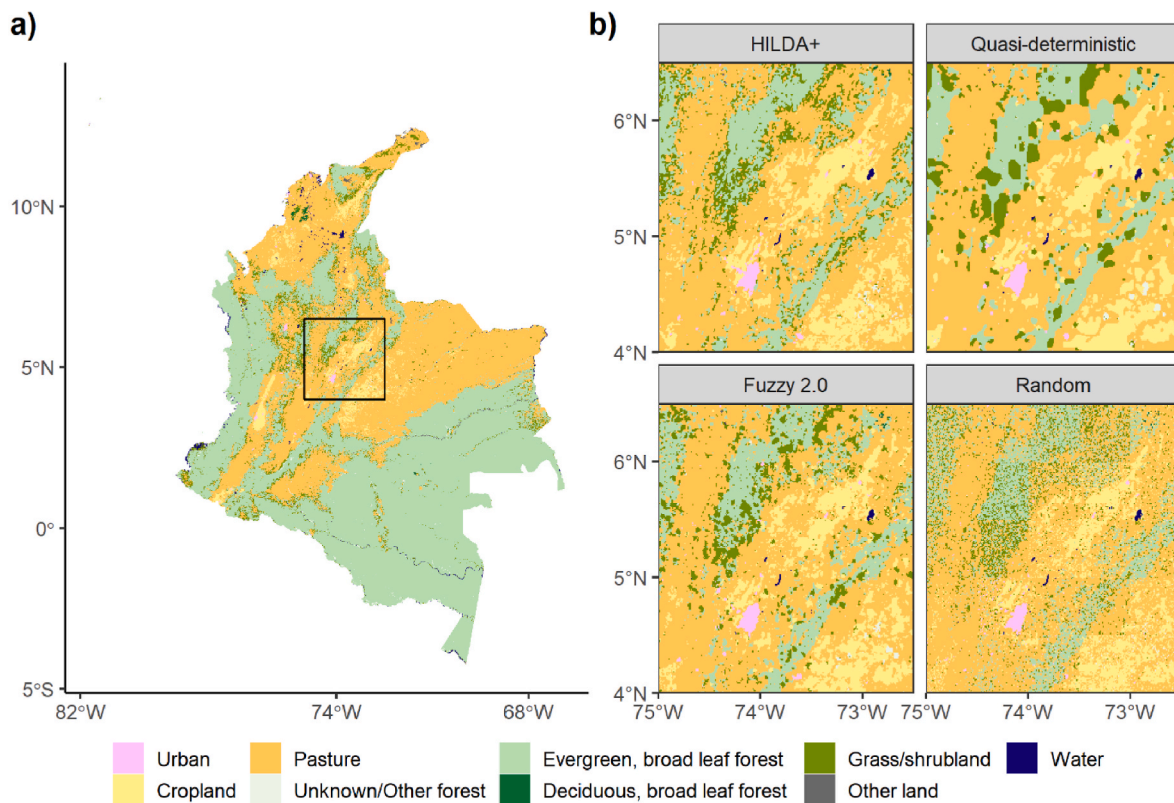 a)
b)
10°N
5°N
0°
5°S
82°W
74°W
68°W
HILDA+
Quasi-deterministic
6°N
5°N
4°N
Fuzzy 2.0
Random
6°N
5°N
4°N
75°W
74°W
73°W
75°W
74°W
73°W
Urban
Pasture
Evergreen, broad leaf forest
Grass/shrubland
Water
Cropland
Unknown/Other forest
Deciduous, broad leaf forest
Other land